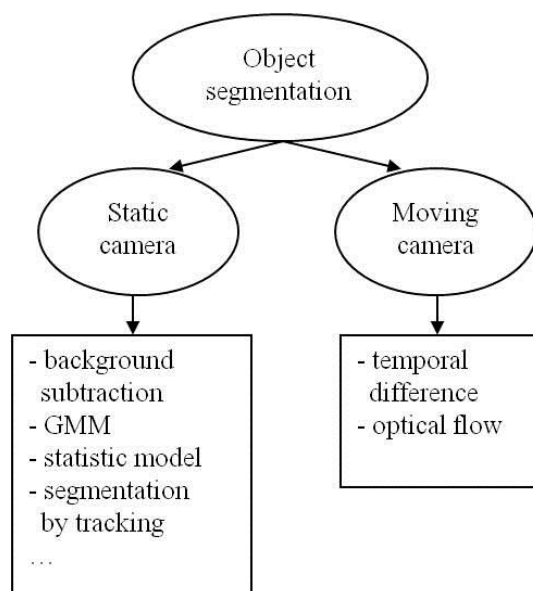 Object
segmentation
Static
camera
Moving
camera
- background
subtraction
- GMM
- statistic model
- segmentation
by tracking
…
- temporal
difference
- optical flow